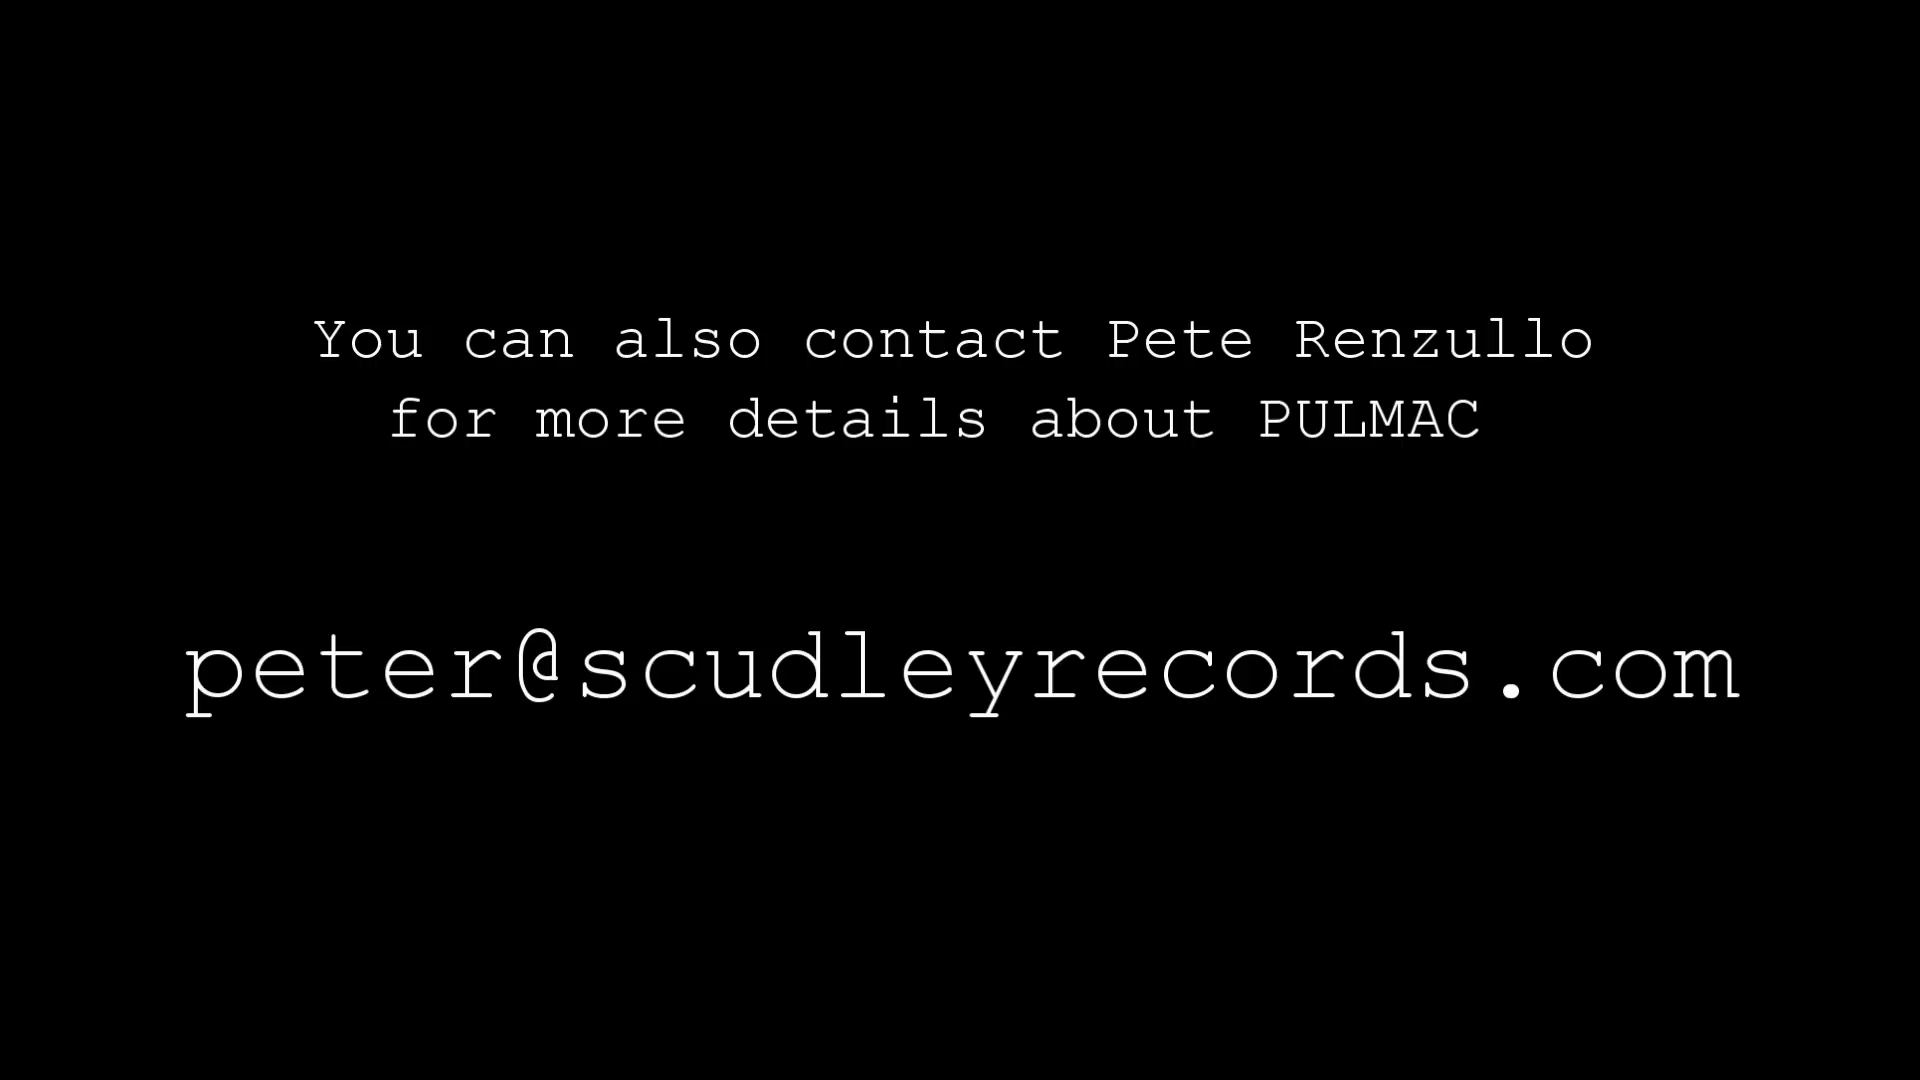 You can also contact Pete Renzullo
for more details about PULMAC
peter@scudleyrecords.com